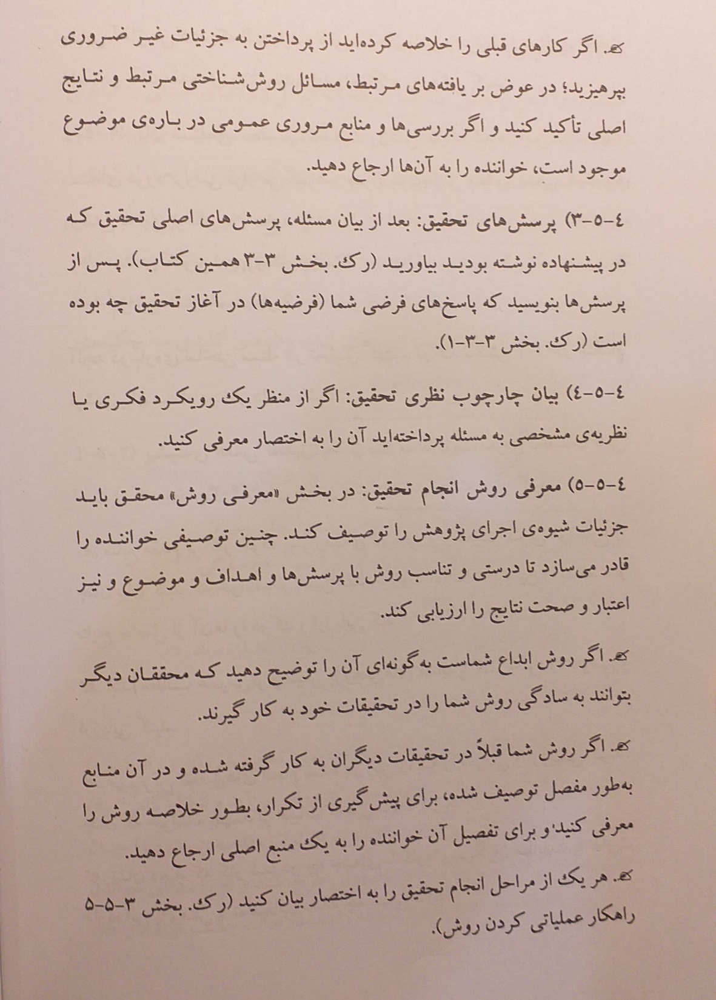 ✍. اگر کارهای قبلی را خلاصه کرده‌اید از پرداختن به جزئیات غیر ضروری
بپرهیزید؛ در عوض بر یافته‌های مرتبط، مسائل روش‌شناختی مرتبط و نتایج
اصلی تأکید کنید و اگر بررسی‌ها و منابع مروری عمومی در باره‌ی موضوع
موجود است، خواننده را به آن‌ها ارجاع دهید.
٤-٥-۳) پرسش‌های تحقیق: بعد از بیان مسئله، پرسش‌های اصلی تحقیق که
در پیشنهاده نوشته بودید بیاورید (رک. بخش ۳-۳ همین کتاب). پس از
پرسش‌ها بنویسید که پاسخ‌های فرضی شما (فرضیه‌ها) در آغاز تحقیق چه بوده
است (رک. بخش ۳-۳-۱).
٤-٥-٤) بیان چارچوب نظری تحقیق: اگر از منظر یک رویکرد فکری یا
نظریه‌ی مشخصی به مسئله پرداخته‌اید آن را به اختصار معرفی کنید.
٤-٥-٥) معرفی روش انجام تحقیق: در بخش «معرفی روش» محقق باید
جزئیات شیوه‌ی اجرای پژوهش را توصیف کند. چنین توصیفی خواننده را
قادر می‌سازد تا درستی و تناسب روش با پرسش‌ها و اهداف و موضوع و نیز
اعتبار و صحت نتایج را ارزیابی کند.
✍. اگر روش ابداع شماست به‌گونه‌ای آن را توضیح دهید که محققان دیگر
بتوانند به سادگی روش شما را در تحقیقات خود به کار گیرند.
✍. اگر روش شما قبلاً در تحقیقات دیگران به کار گرفته شده و در آن منابع
به‌طور مفصل توصیف شده، برای پیش‌گیری از تکرار، بطور خلاصه روش را
معرفی کنید و برای تفصیل آن خواننده را به یک منبع اصلی ارجاع دهید.
✍. هر یک از مراحل انجام تحقیق را به اختصار بیان کنید (رک. بخش ۳-۵-۵
راهکار عملیاتی کردن روش).